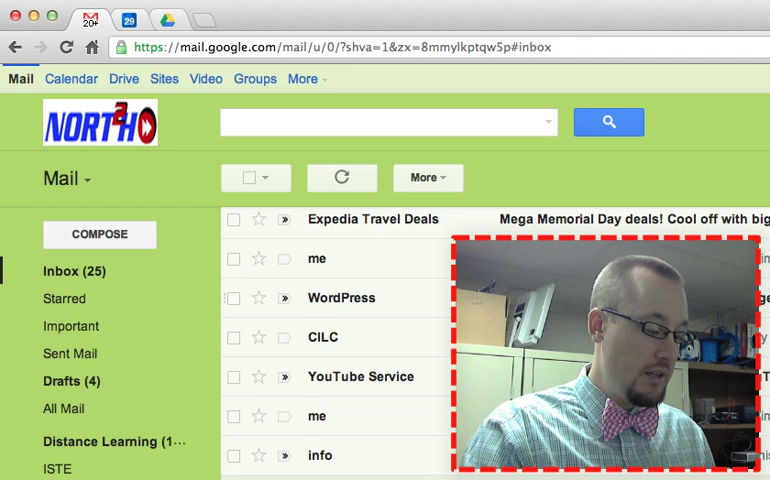 20+
29
https://mail.google.com/mail/u/0/?shva=1&zx=8mmylkptqw5p#inbox
Mail Calendar Drive Sites Video Groups More
NORT2H
Mail
More
COMPOSE
Inbox (25)
Starred
Important
Sent Mail
Drafts (4)
All Mail
Distance Learning (1···
ISTE
Expedia Travel Deals Mega Memorial Day deals! Cool off with big
me
WordPress
CILC
YouTube Service
me
info